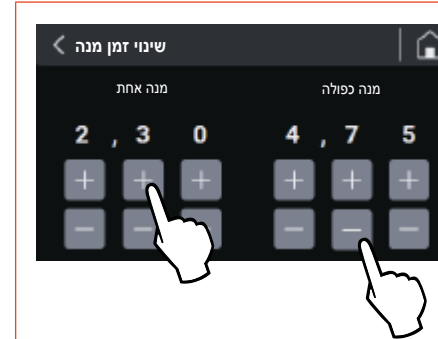 שינוי זמן מנה
מנה אחת
מנה כפולה
2 , 3 0
4 , 7 5
+ + +
+ + +
− − −
− − −